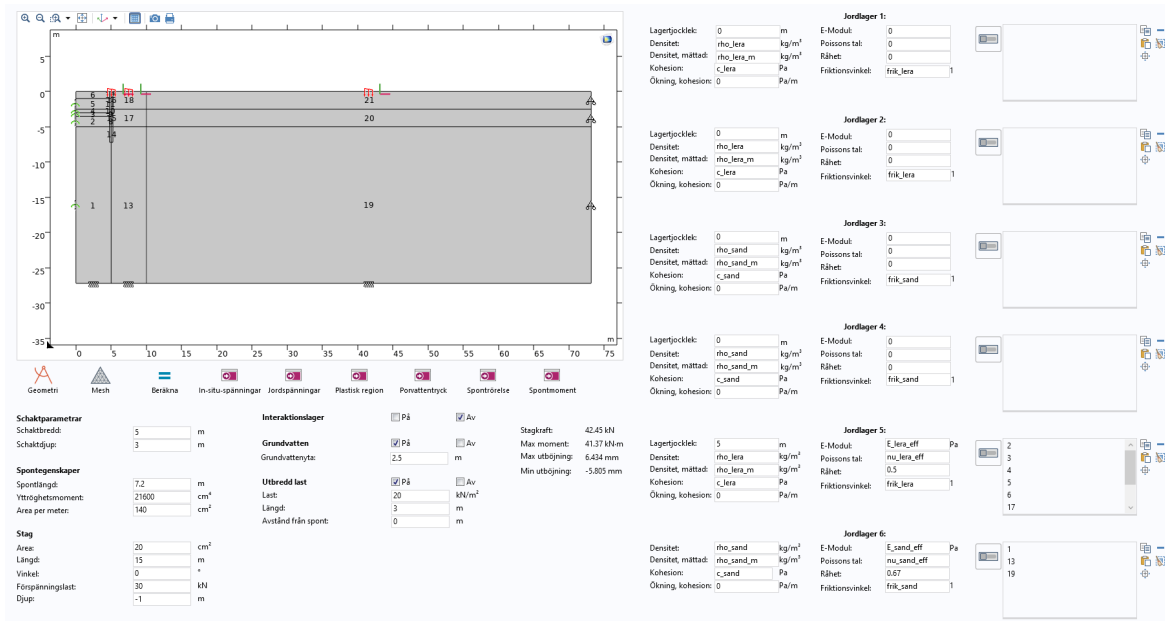 m
5
0
-5
-10
-15
-20
-25
-30
-35
0 5 10 15 20 25 30 35 40 45 50 55 60 65 70 75
m
6
5
2
18
21
17
20
14
1
13
19
Geometri Mesh Beräkna In-situ-spänningar Jordspänningar Plastisk region Porvattentryck Spontrörelse Spontmoment
Schaktparametrar
Schaktbredd: 5 m
Schaktdjup: 3 m
Spontegenskaper
Spontlängd: 7.2 m
Yttröghetsmoment: 21600 cm⁴
Area per meter: 140 cm²
Stag
Area: 20 cm²
Längd: 15 m
Vinkel: 0 °
Förspänningslast: 30 kN
Djup: -1 m
Interaktionslager På Av
Grundvatten På Av
Grundvattenyta: 2.5 m
Utbredd last På Av
Last: 20 kN/m²
Längd: 3 m
Avstånd från spont: 0 m
Stagkraft: 42.45 kN
Max moment: 41.37 kN·m
Max utböjning: 6.434 mm
Min utböjning: -5.805 mm
Jordlager 1:
Lagertjocklek: 0 m E-Modul: 0
Densitet: rho_lera kg/m³ Poissons tal: 0
Densitet, mättad: rho_lera_m kg/m³ Råhet: 0
Kohesion: c_lera Pa Friktionsvinkel: frik_lera 1
Ökning, kohesion: 0
Jordlager 2:
Lagertjocklek: 0 m E-Modul: 0
Densitet: rho_lera kg/m³ Poissons tal: 0
Densitet, mättad: rho_lera_m kg/m³ Råhet: 0
Kohesion: c_lera Pa Friktionsvinkel: frik_lera 1
Ökning, kohesion: 0 Pa/m
Jordlager 3:
Lagertjocklek: 0 m E-Modul: 0
Densitet: rho_sand kg/m³ Poissons tal: 0
Densitet, mättad: rho_sand_m kg/m³ Råhet: 0
Kohesion: c_sand Pa Friktionsvinkel: frik_sand 1
Ökning, kohesion: 0 Pa/m
Jordlager 4:
Lagertjocklek: 0 m E-Modul: 0
Densitet: rho_sand kg/m³ Poissons tal: 0
Densitet, mättad: rho_sand_m kg/m³ Råhet: 0
Kohesion: c_sand Pa Friktionsvinkel: frik_sand 1
Ökning, kohesion: 0 Pa/m
Jordlager 5:
Lagertjocklek: 5 m E-Modul: E_lera_eff Pa
Densitet: rho_lera kg/m³ Poissons tal: nu_lera_eff
Densitet, mättad: rho_lera_m kg/m³ Råhet: 0.5
Kohesion: c_lera Pa Friktionsvinkel: frik_lera 1
Ökning, kohesion: 0 Pa/m
2
3
4
5
6
17
Jordlager 6:
Densitet: rho_sand kg/m³ E-Modul: E_sand_eff Pa
Densitet, mättad: rho_sand_m kg/m³ Poissons tal: nu_sand_eff
Kohesion: c_sand Pa Råhet: 0.67
Ökning, kohesion: 0 Pa/m Friktionsvinkel: frik_sand 1
1
13
19